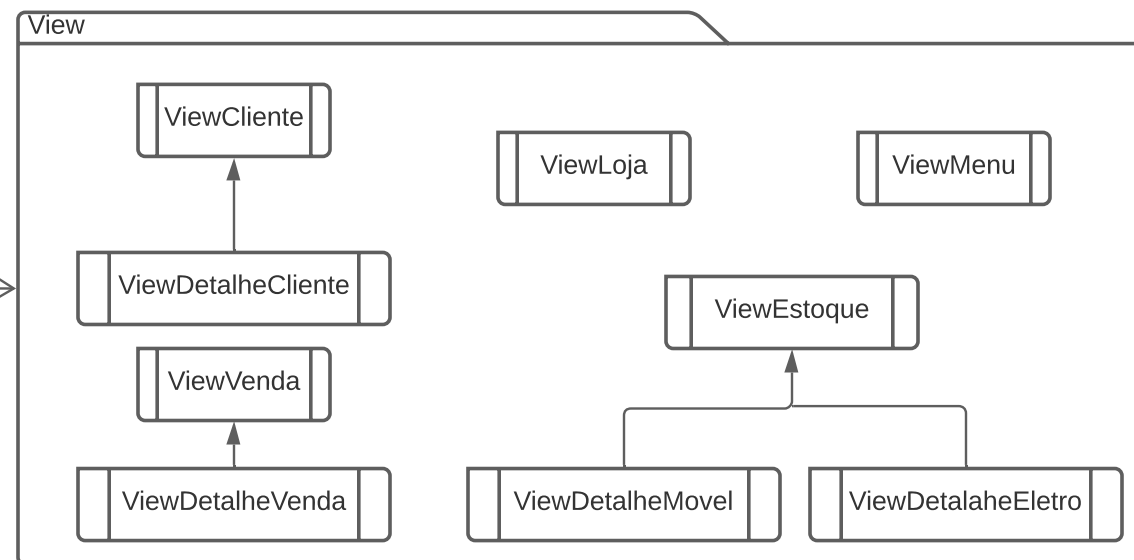 View
ViewCliente
ViewLoja
ViewMenu
ViewDetalheCliente
ViewEstoque
ViewVenda
ViewDetalheVenda
ViewDetalheMovel
ViewDetalaheEletro